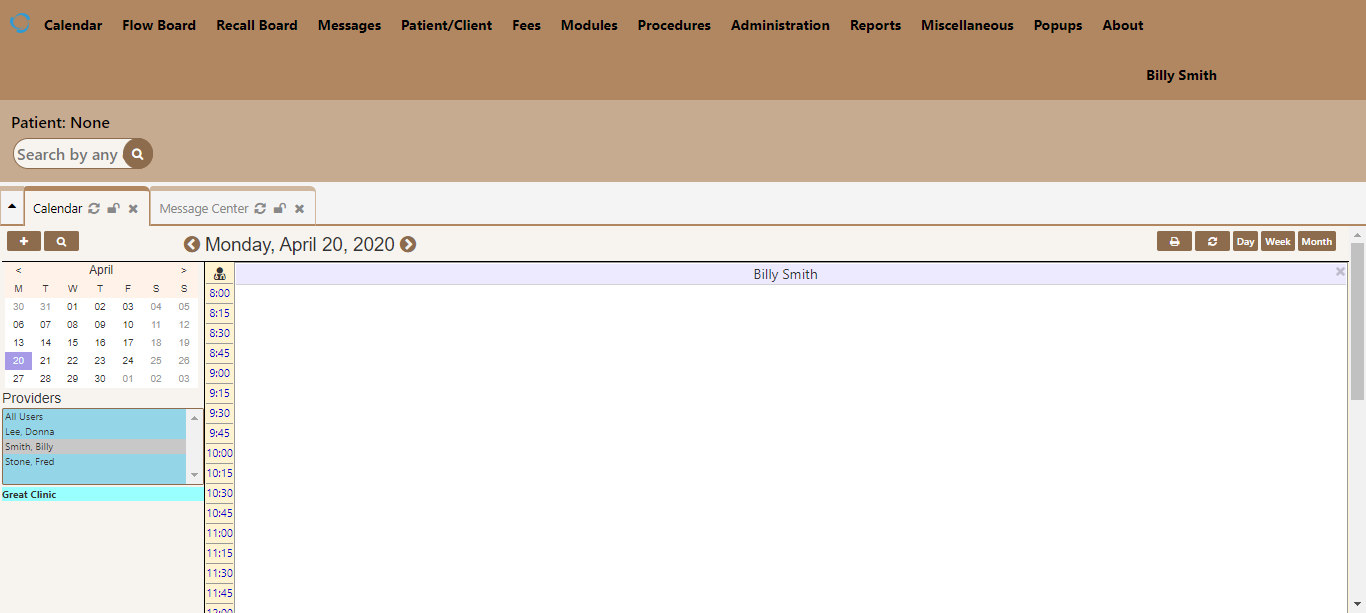 Calendar Flow Board Recall Board Messages Patient/Client Fees Modules Procedures Administration Reports Miscellaneous Popups About
Billy Smith
Patient: None
Search by any
Calendar Message Center
Monday, April 20, 2020 Day Week Month
< April >
M T W T F S S
30 31 01 02 03 04 05
06 07 08 09 10 11 12
13 14 15 16 17 18 19
20 21 22 23 24 25 26
27 28 29 30 01 02 03
Providers
All Users
Lee, Donna
Smith, Billy
Stone, Fred
Great Clinic
Billy Smith
8:00
8:15
8:30
8:45
9:00
9:15
9:30
9:45
10:00
10:15
10:30
10:45
11:00
11:15
11:30
11:45
12:00